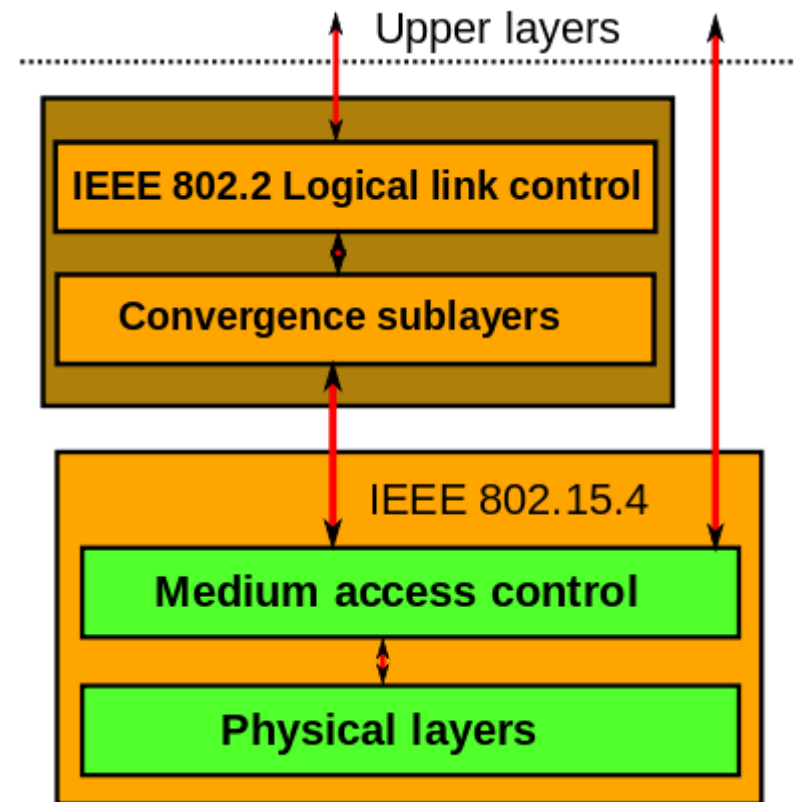 Upper layers
IEEE 802.2 Logical link control
Convergence sublayers
IEEE 802.15.4
Medium access control
Physical layers